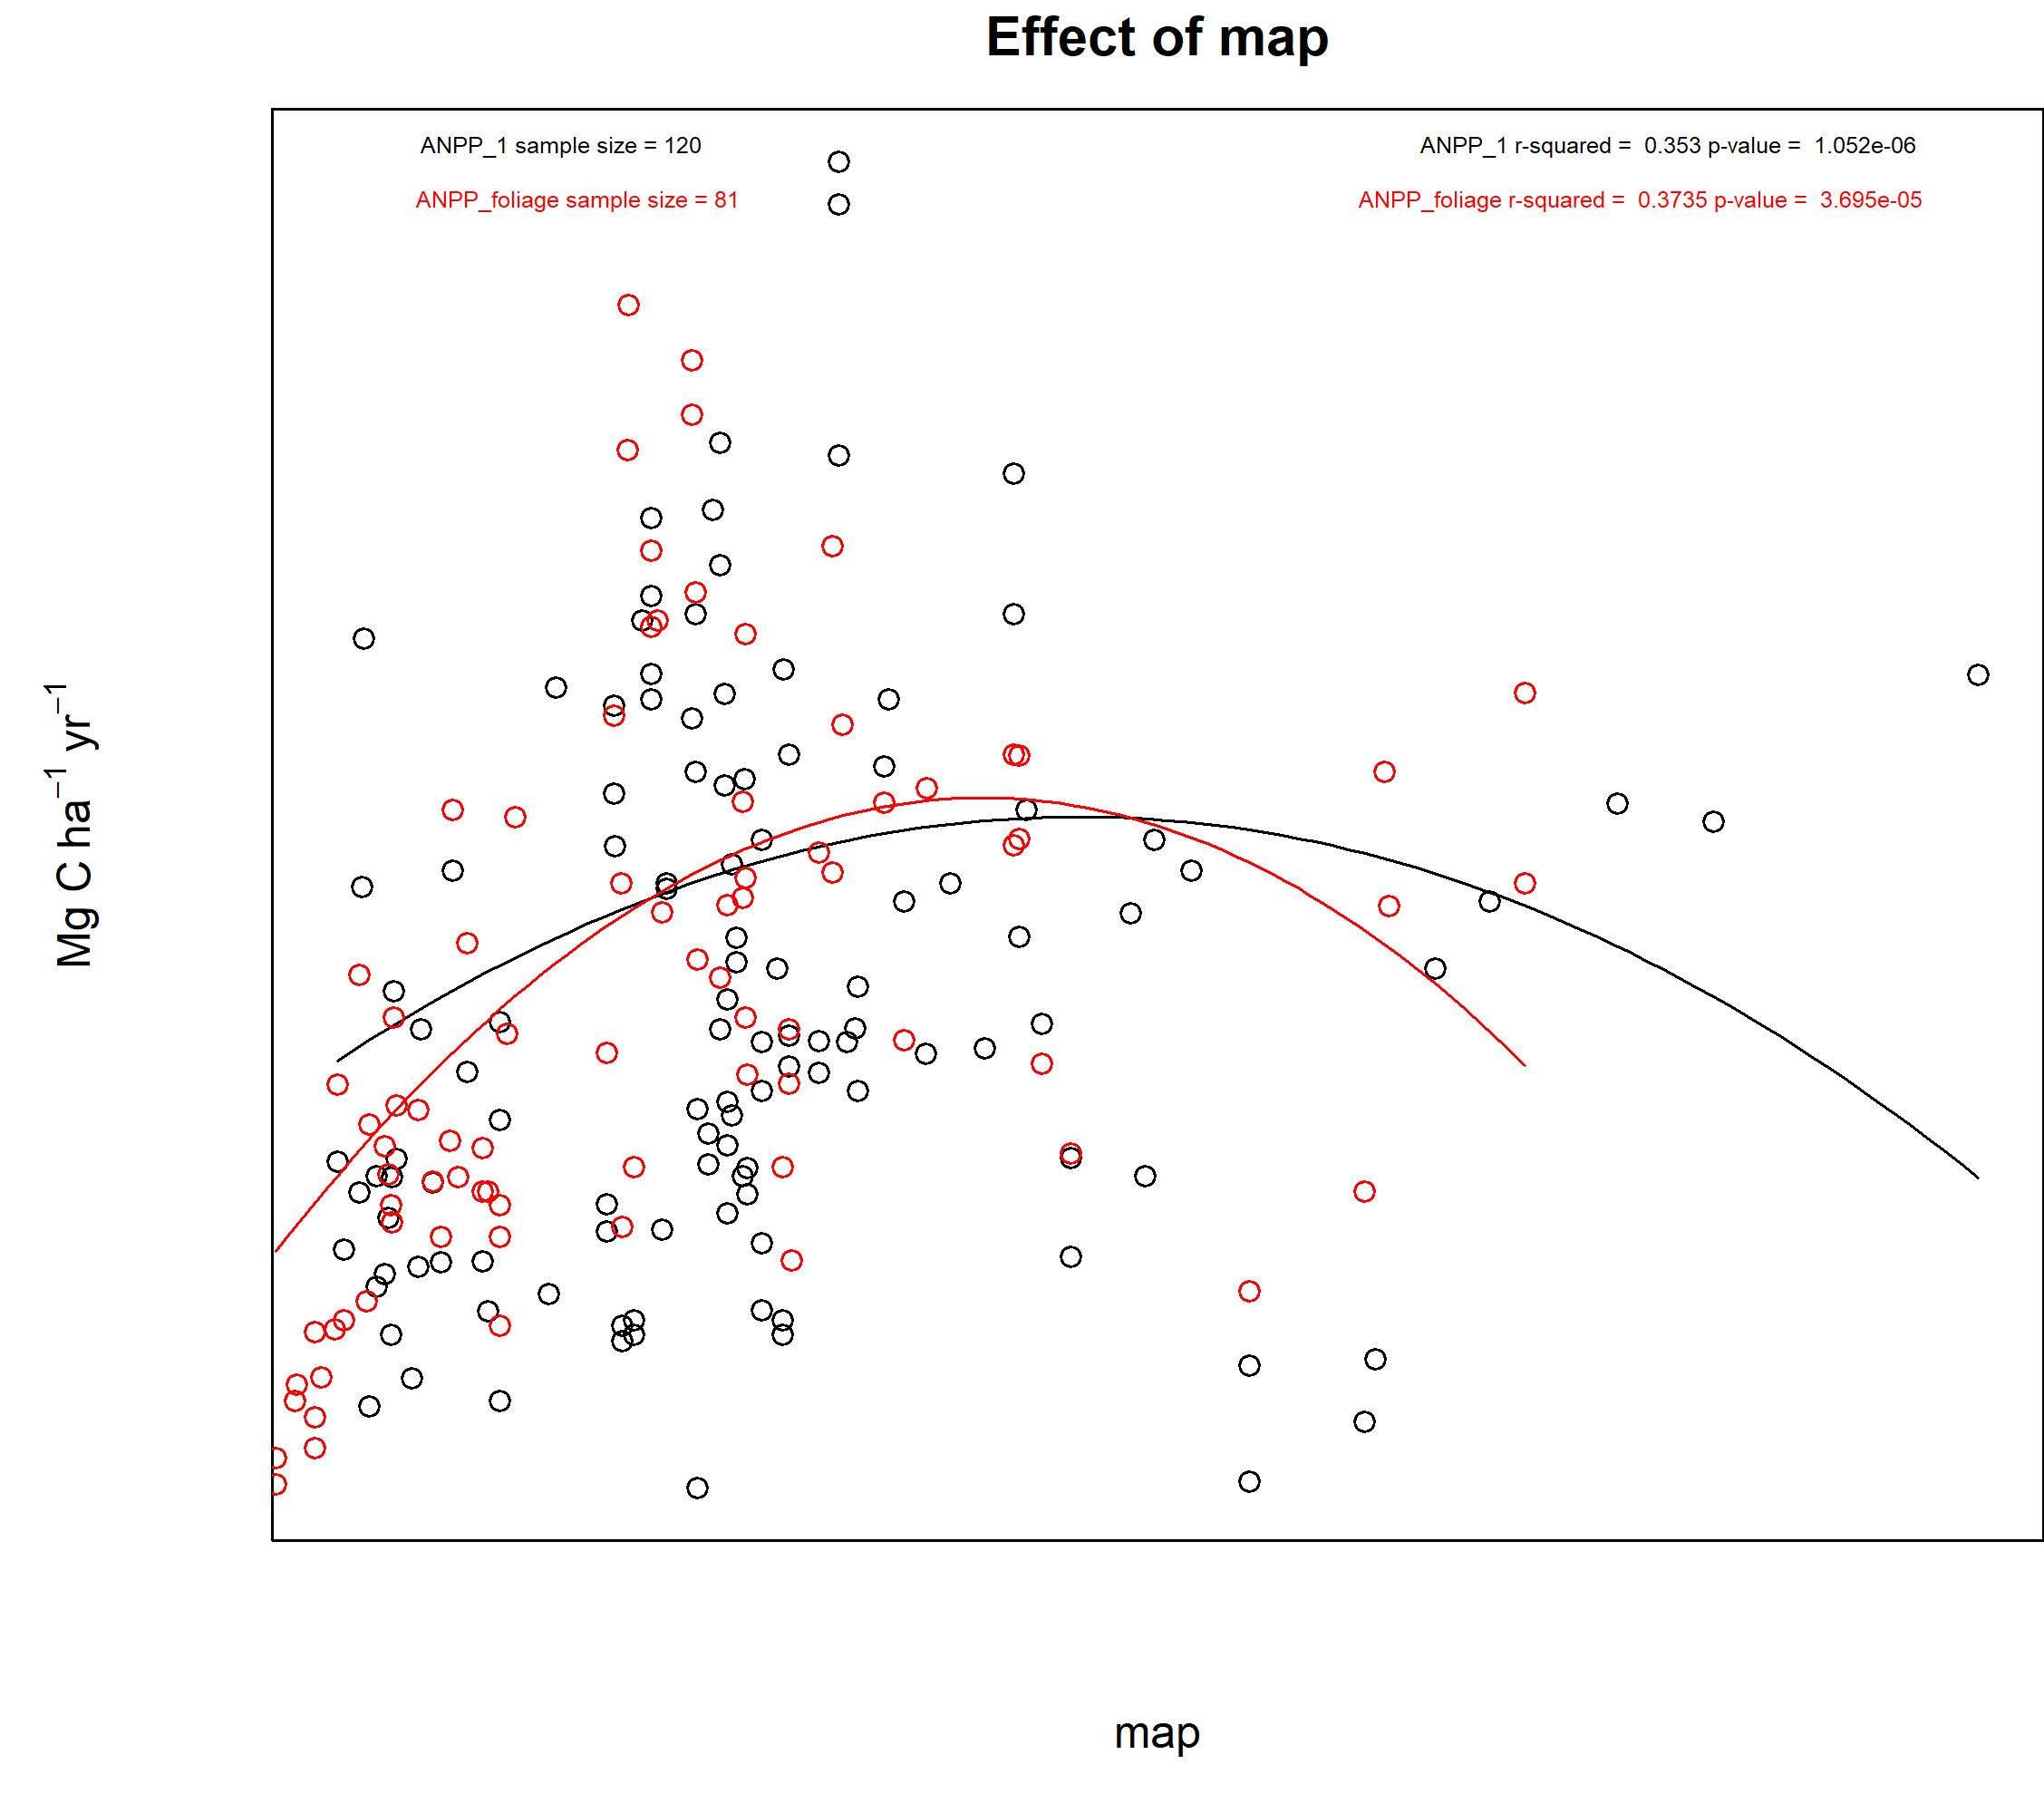 Effect of map
ANPP_1 sample size = 120
ANPP_1 r-squared =  0.353 p-value =  1.052e-06
ANPP_foliage sample size = 81
ANPP_foliage r-squared =  0.3735 p-value =  3.695e-05
Mg C ha⁻¹ yr⁻¹
map